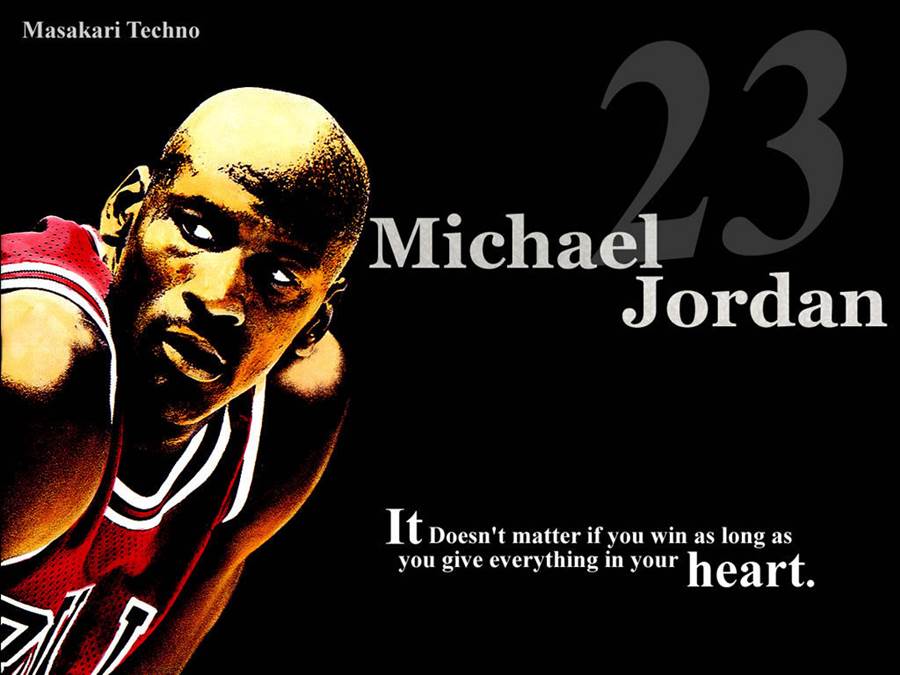 Masakari Techno
23
Michael
Jordan
It Doesn't matter if you win as long as
you give everything in your heart.